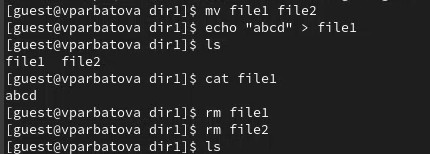 [guest@vparbatova dir1]$ mv file1 file2
[guest@vparbatova dir1]$ echo "abcd" > file1
[guest@vparbatova dir1]$ ls
file1  file2
[guest@vparbatova dir1]$ cat file1
abcd
[guest@vparbatova dir1]$ rm file1
[guest@vparbatova dir1]$ rm file2
[guest@vparbatova dir1]$ ls